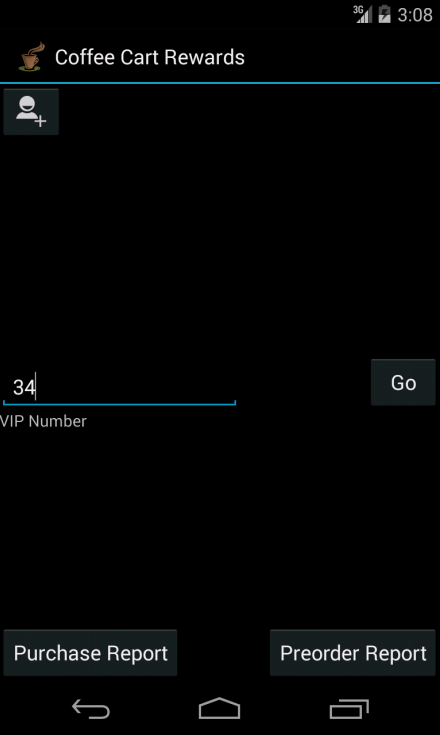 3G 3:08
Coffee Cart Rewards
34
Go
VIP Number
Purchase Report
Preorder Report